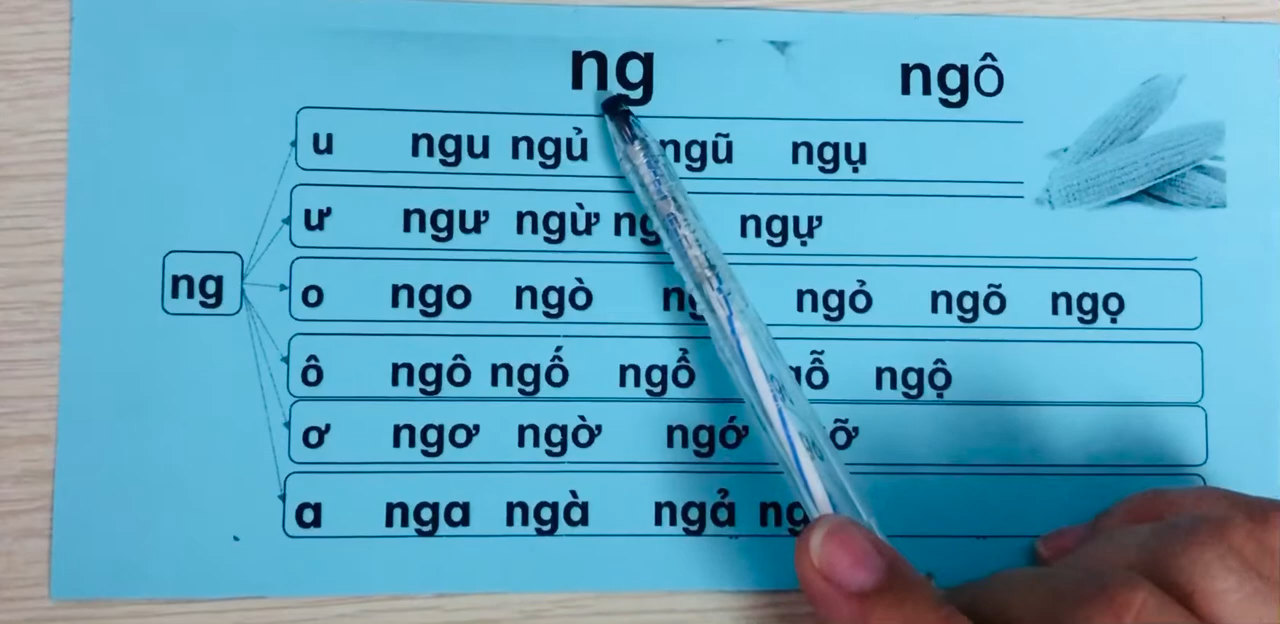 ng ngô
u ngu ngủ ngũ ngụ
ư ngư ngừ ngự
ng
o ngo ngò ngỏ ngõ ngọ
ô ngô ngố ngổ ngộ
ơ ngơ ngờ ngớ
a nga ngà ngả